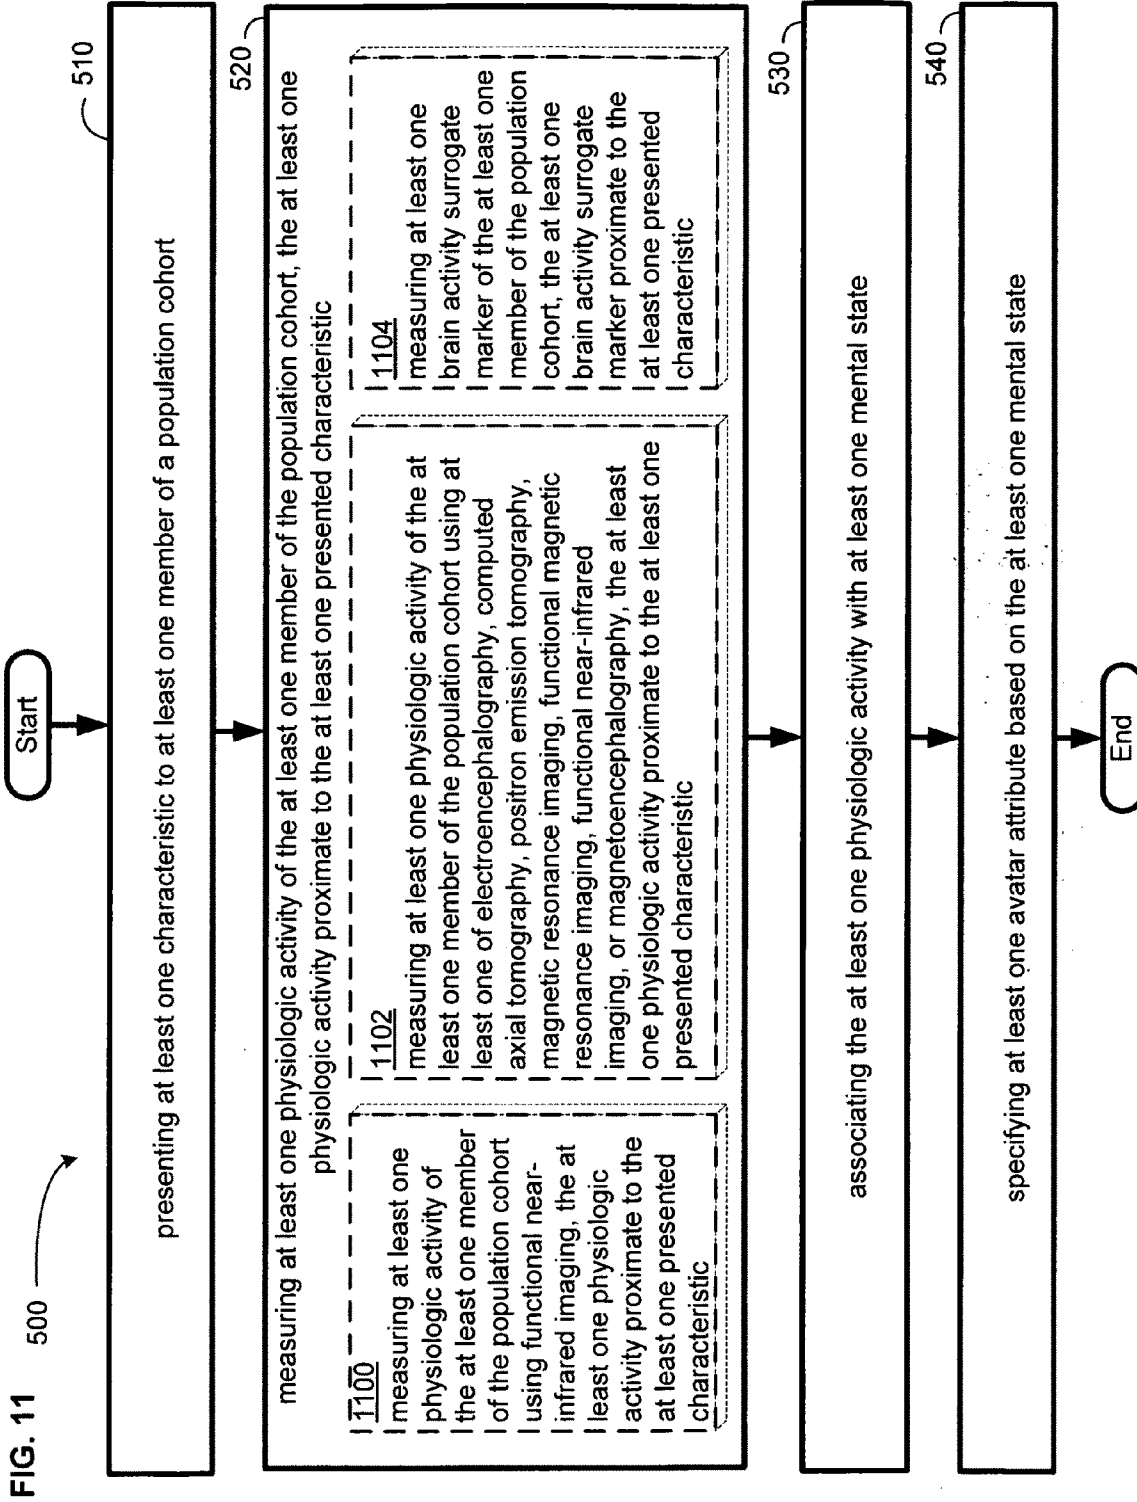 FIG. 11
500
Start
510
presenting at least one characteristic to at least one member of a population cohort
520
measuring at least one physiologic activity of the at least one member of the population cohort, the at least one
physiologic activity proximate to the at least one presented characteristic
1100
measuring at least one
physiologic activity of
the at least one member
of the population cohort
using functional near-
infrared imaging, the at
least one physiologic
activity proximate to the
at least one presented
characteristic
1102
measuring at least one physiologic activity of the at
least one member of the population cohort using at
least one of electroencephalography, computed
axial tomography, positron emission tomography,
magnetic resonance imaging, functional magnetic
resonance imaging, functional near-infrared
imaging, or magnetoencephalography, the at least
one physiologic activity proximate to the at least one
presented characteristic
1104
measuring at least one
brain activity surrogate
marker of the at least one
member of the population
cohort, the at least one
brain activity surrogate
marker proximate to the
at least one presented
characteristic
530
associating the at least one physiologic activity with at least one mental state
540
specifying at least one avatar attribute based on the at least one mental state
End